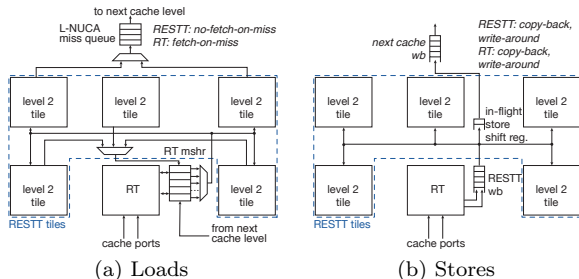 to next cache level
L-NUCA
miss queue
RESTT: no-fetch-on-miss
RT: fetch-on-miss
level 2
tile
level 2
tile
level 2
tile
RT mshr
level 2
tile
RT
level 2
tile
RESTT tiles
from next
cache level
cache ports
(a) Loads
RESTT: copy-back,
write-around
RT: copy-back,
write-around
next cache
wb
level 2
tile
level 2
tile
level 2
tile
in-flight
store
shift reg.
level 2
tile
RT
RESTT
wb
level 2
tile
RESTT tiles
cache ports
(b) Stores